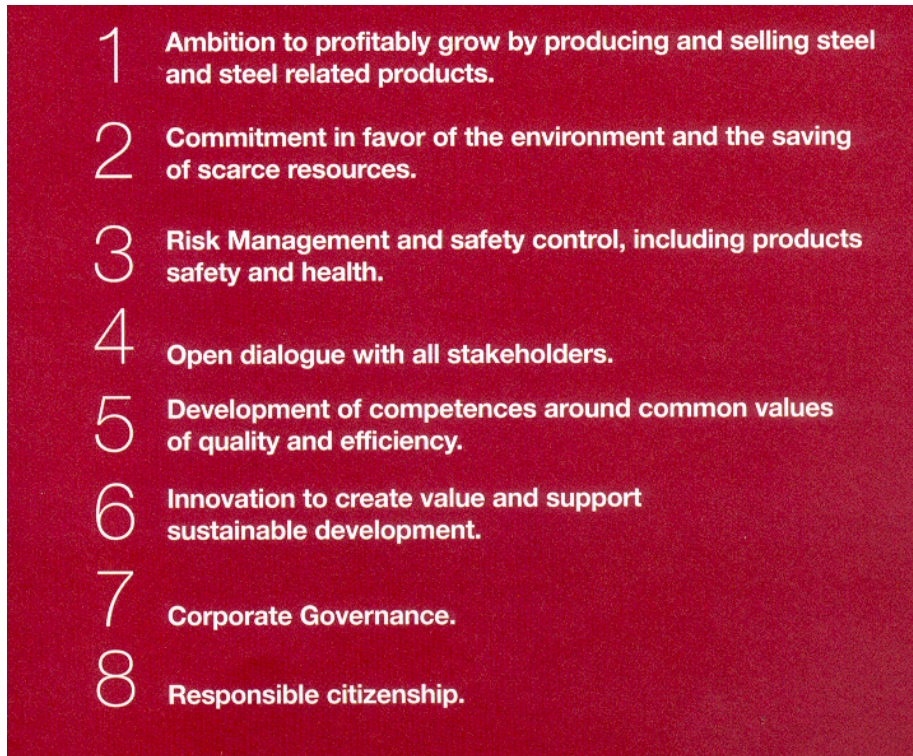 1 Ambition to profitably grow by producing and selling steel
and steel related products.
2 Commitment in favor of the environment and the saving
of scarce resources.
3 Risk Management and safety control, including products
safety and health.
4 Open dialogue with all stakeholders.
5 Development of competences around common values
of quality and efficiency.
6 Innovation to create value and support
sustainable development.
7 Corporate Governance.
8 Responsible citizenship.